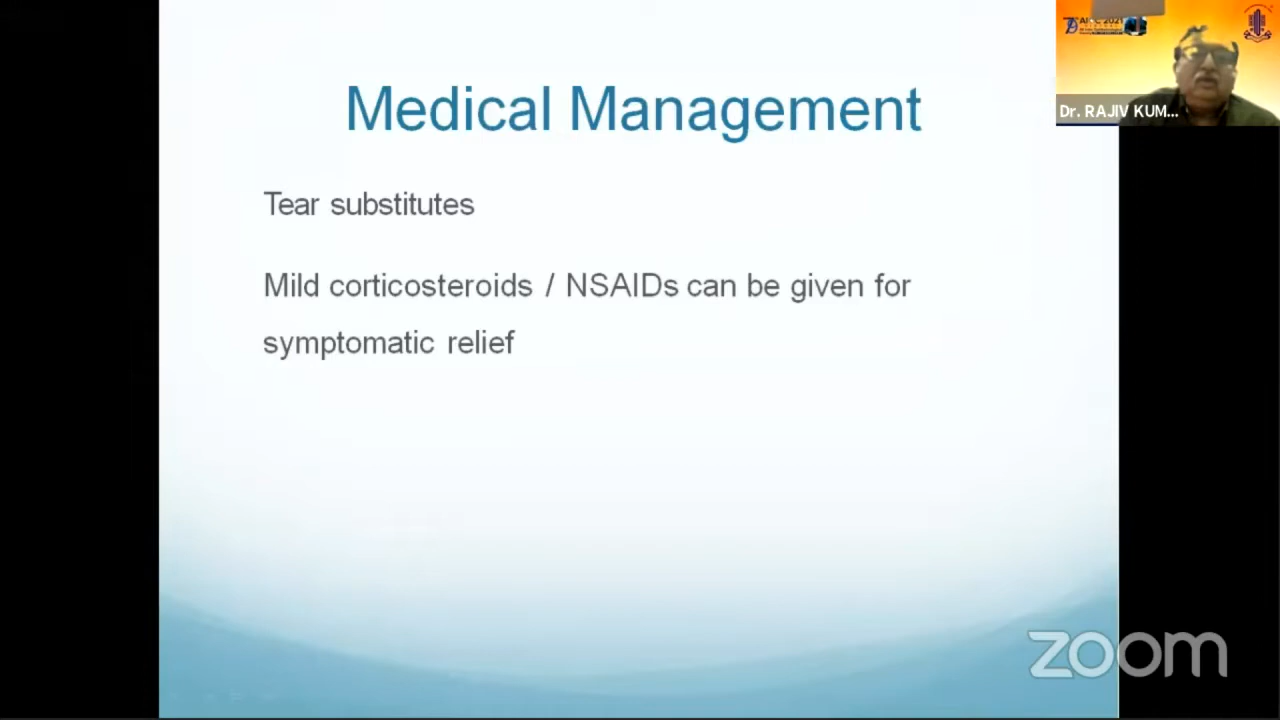 Medical Management
Tear substitutes
Mild corticosteroids / NSAIDs can be given for
symptomatic relief
Dr. RAJIV KUM...
zoom